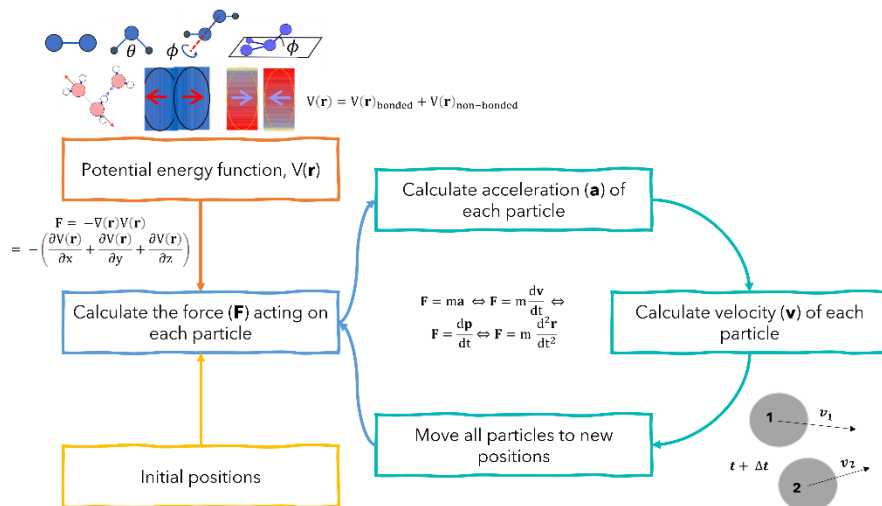 θ
ϕ
ϕ
V(r) = V(r)bonded + V(r)non−bonded
Potential energy function, V(r)
F = −∇(r)V(r)
= −(∂V(r)/∂x + ∂V(r)/∂y + ∂V(r)/∂z)
Calculate acceleration (a) of
each particle
Calculate the force (F) acting on
each particle
F = ma ⇔ F = m dv/dt ⇔
F = dp/dt ⇔ F = m d²r/dt²
Calculate velocity (v) of each
particle
Initial positions
Move all particles to new
positions
1
v1
t + Δt
v2
2